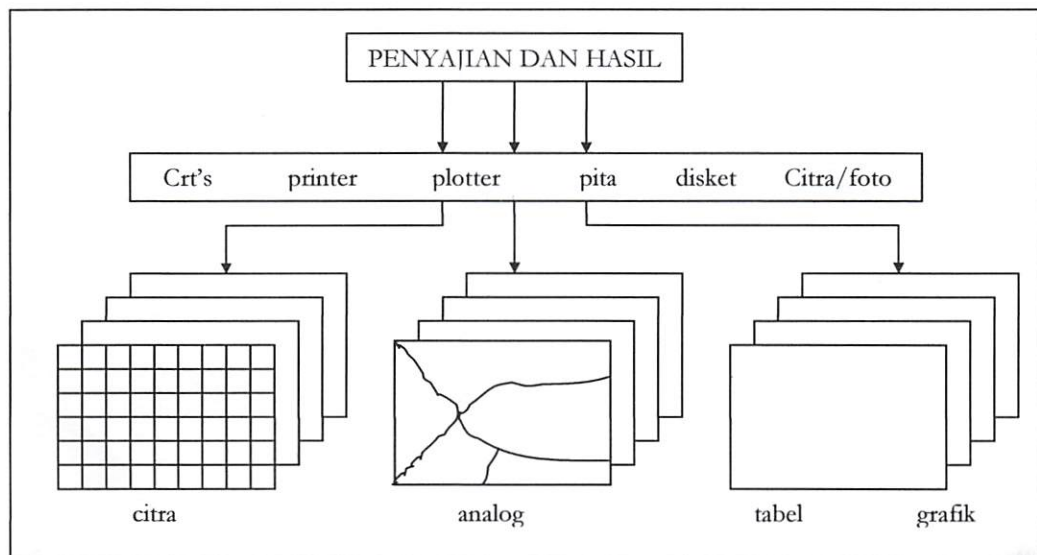 PENYAJIAN DAN HASIL
Crt's printer plotter pita disket Citra/foto
citra analog tabel grafik